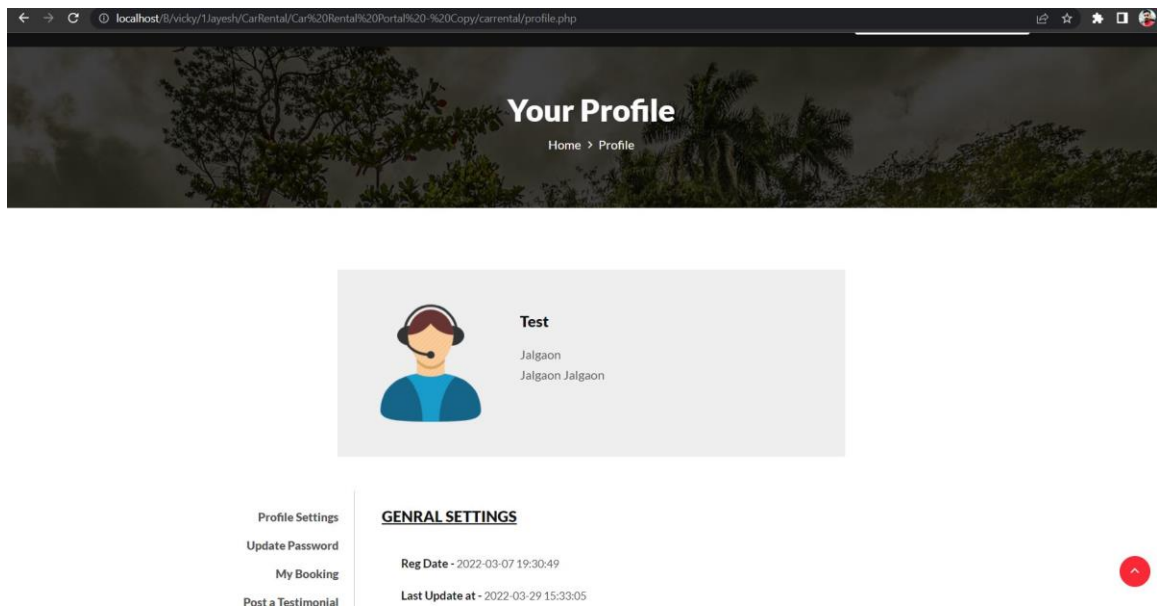 localhost/8/vicky/1Jayesh/CarRental/Car%20Rental%20Portal%20-%20Copy/carrental/profile.php
Your Profile
Home > Profile
Test
Jalgaon
Jalgaon Jalgaon
Profile Settings
Update Password
My Booking
Post a Testimonial
GENRAL SETTINGS
Reg Date - 2022-03-07 19:30:49
Last Update at - 2022-03-29 15:33:05